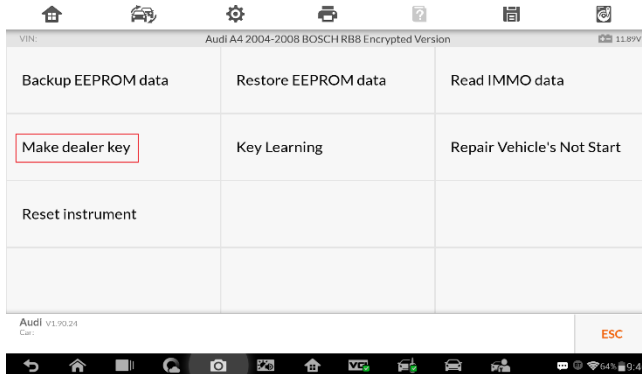 VIN: Audi A4 2004-2008 BOSCH RB8 Encrypted Version 11.89V
Backup EEPROM data Restore EEPROM data Read IMMO data
Make dealer key Key Learning Repair Vehicle's Not Start
Reset instrument
Audi V1.90.24
Car:
ESC
64% 9:4